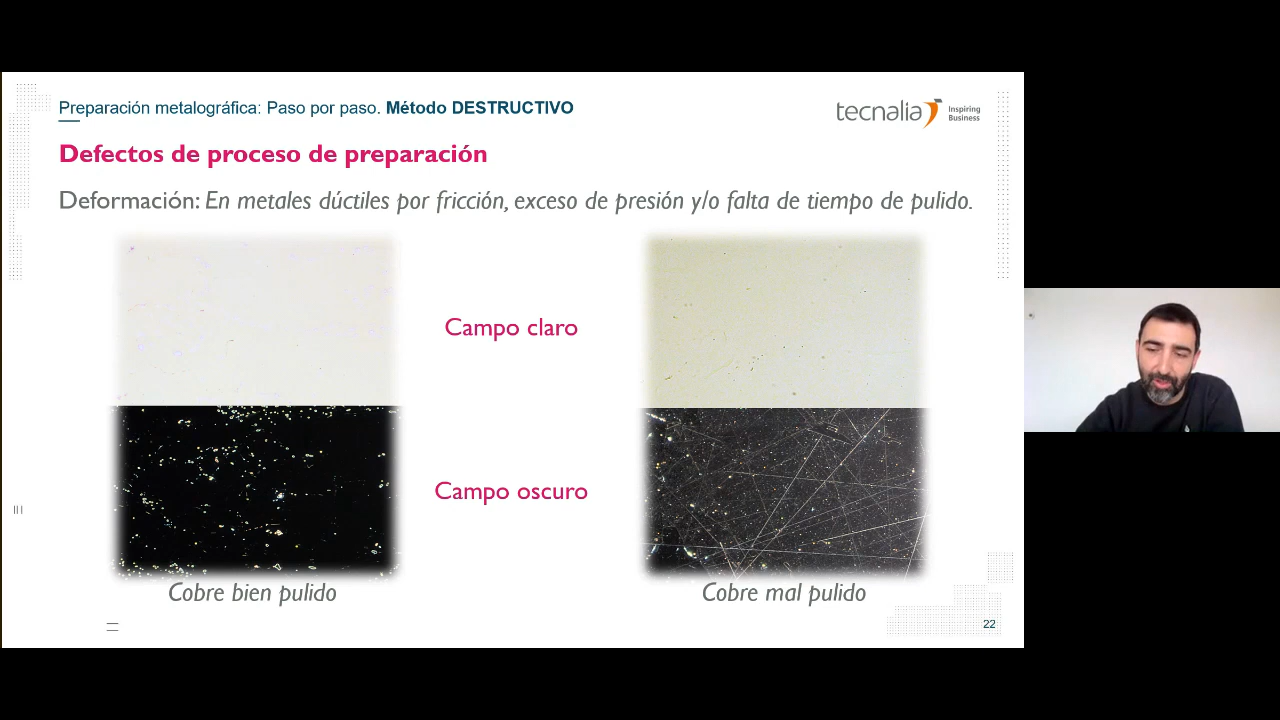 Preparación metalográfica: Paso por paso. Método DESTRUCTIVO
tecnalia Inspiring Business
Defectos de proceso de preparación
Deformación: En metales dúctiles por fricción, exceso de presión y/o falta de tiempo de pulido.
Campo claro
Campo oscuro
Cobre bien pulido
Cobre mal pulido
22